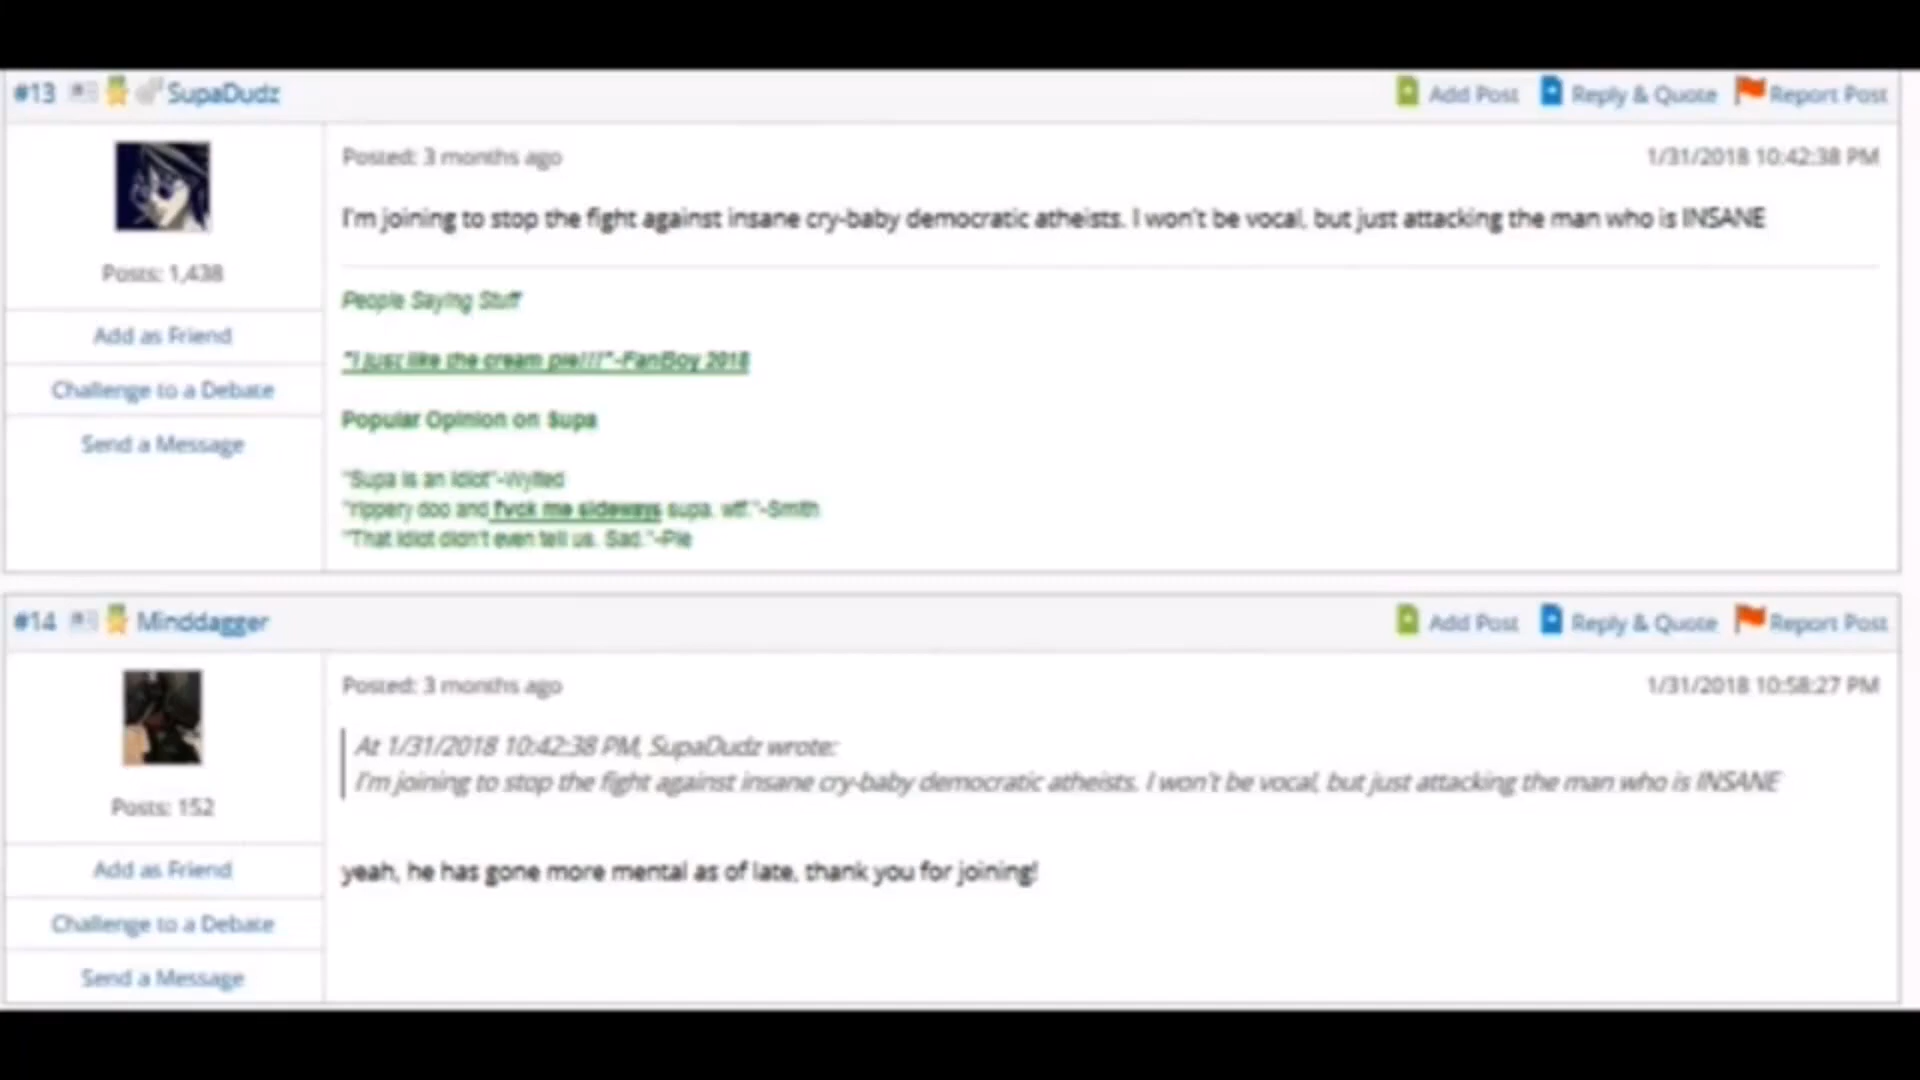 #13 SupaDudz Add Post Reply & Quote Report Post
Posted: 3 months ago 1/31/2018 10:42:38 PM
I'm joining to stop the fight against insane cry-baby democratic atheists. I won't be vocal, but just attacking the man who is INSANE
Posts: 1,438
People Saying Stuff
Add as Friend
"I just like the cream pie!!!"-FanBoy 2018
Challenge to a Debate
Popular Opinion on Supa
Send a Message
"Supa is an idiot"-Wylted
"rippery doo and fvck me sideways supa. wtf."-Smith
"That idiot didn't even tell us. Sad."-Pie
#14 Minddagger Add Post Reply & Quote Report Post
Posted: 3 months ago 1/31/2018 10:58:27 PM
At 1/31/2018 10:42:38 PM, SupaDudz wrote:
I'm joining to stop the fight against insane cry-baby democratic atheists. I won't be vocal, but just attacking the man who is INSANE
Posts: 152
yeah, he has gone more mental as of late, thank you for joining!
Add as Friend
Challenge to a Debate
Send a Message